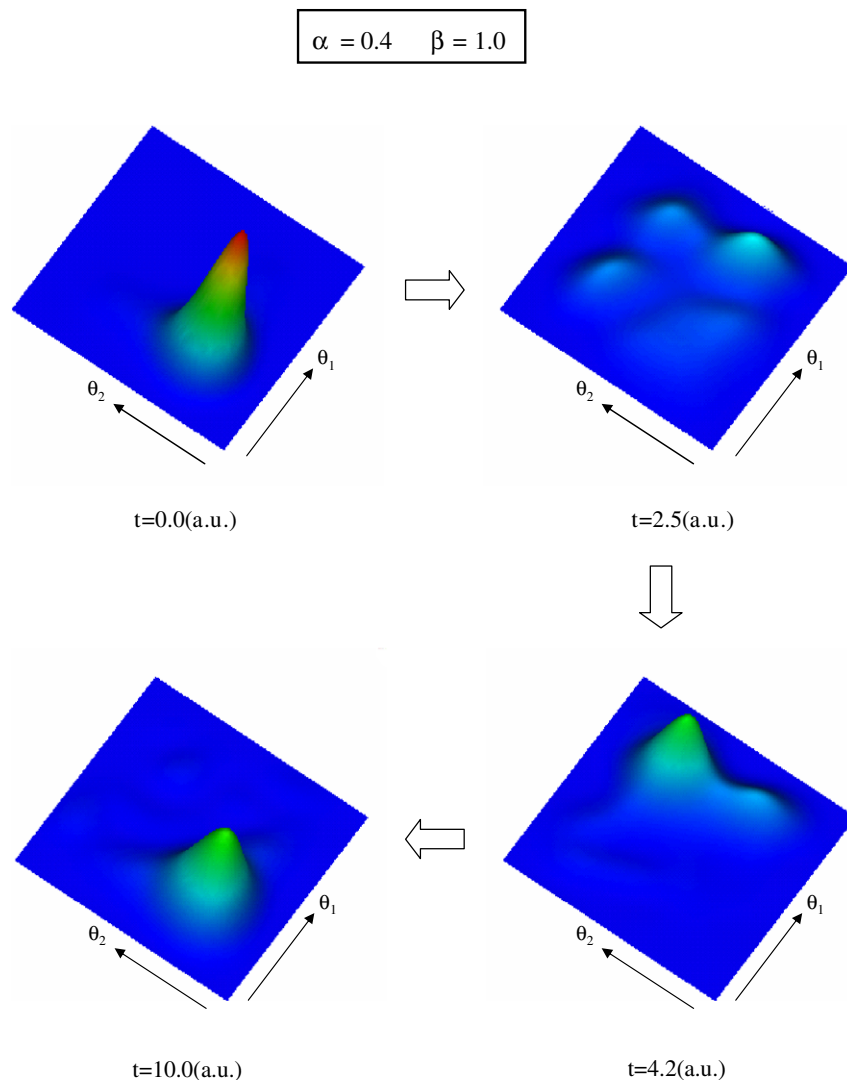 α = 0.4 β = 1.0
θ1
θ2
t=0.0(a.u.)
θ1
θ2
t=2.5(a.u.)
θ1
θ2
t=10.0(a.u.)
θ1
θ2
t=4.2(a.u.)